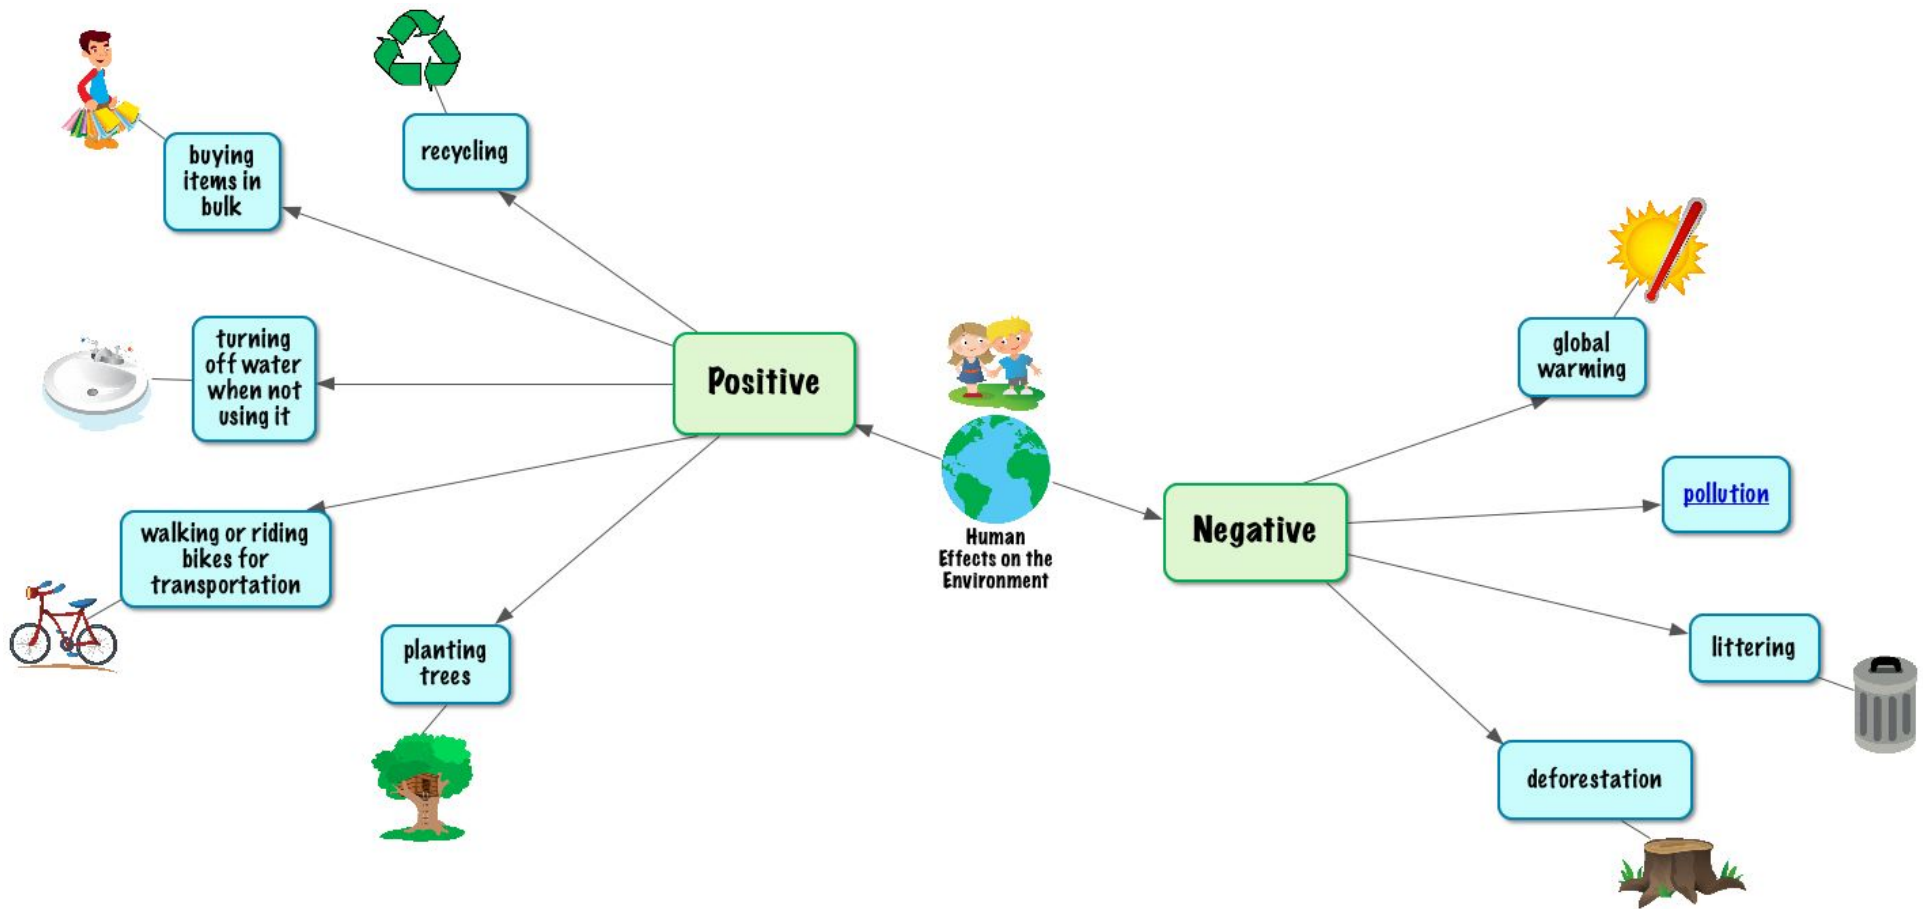 recycling
buying
items in
bulk
turning
off water
when not
using it
Positive
walking or riding
bikes for
transportation
planting
trees
Human
Effects on the
Environment
Negative
global
warming
pollution
littering
deforestation